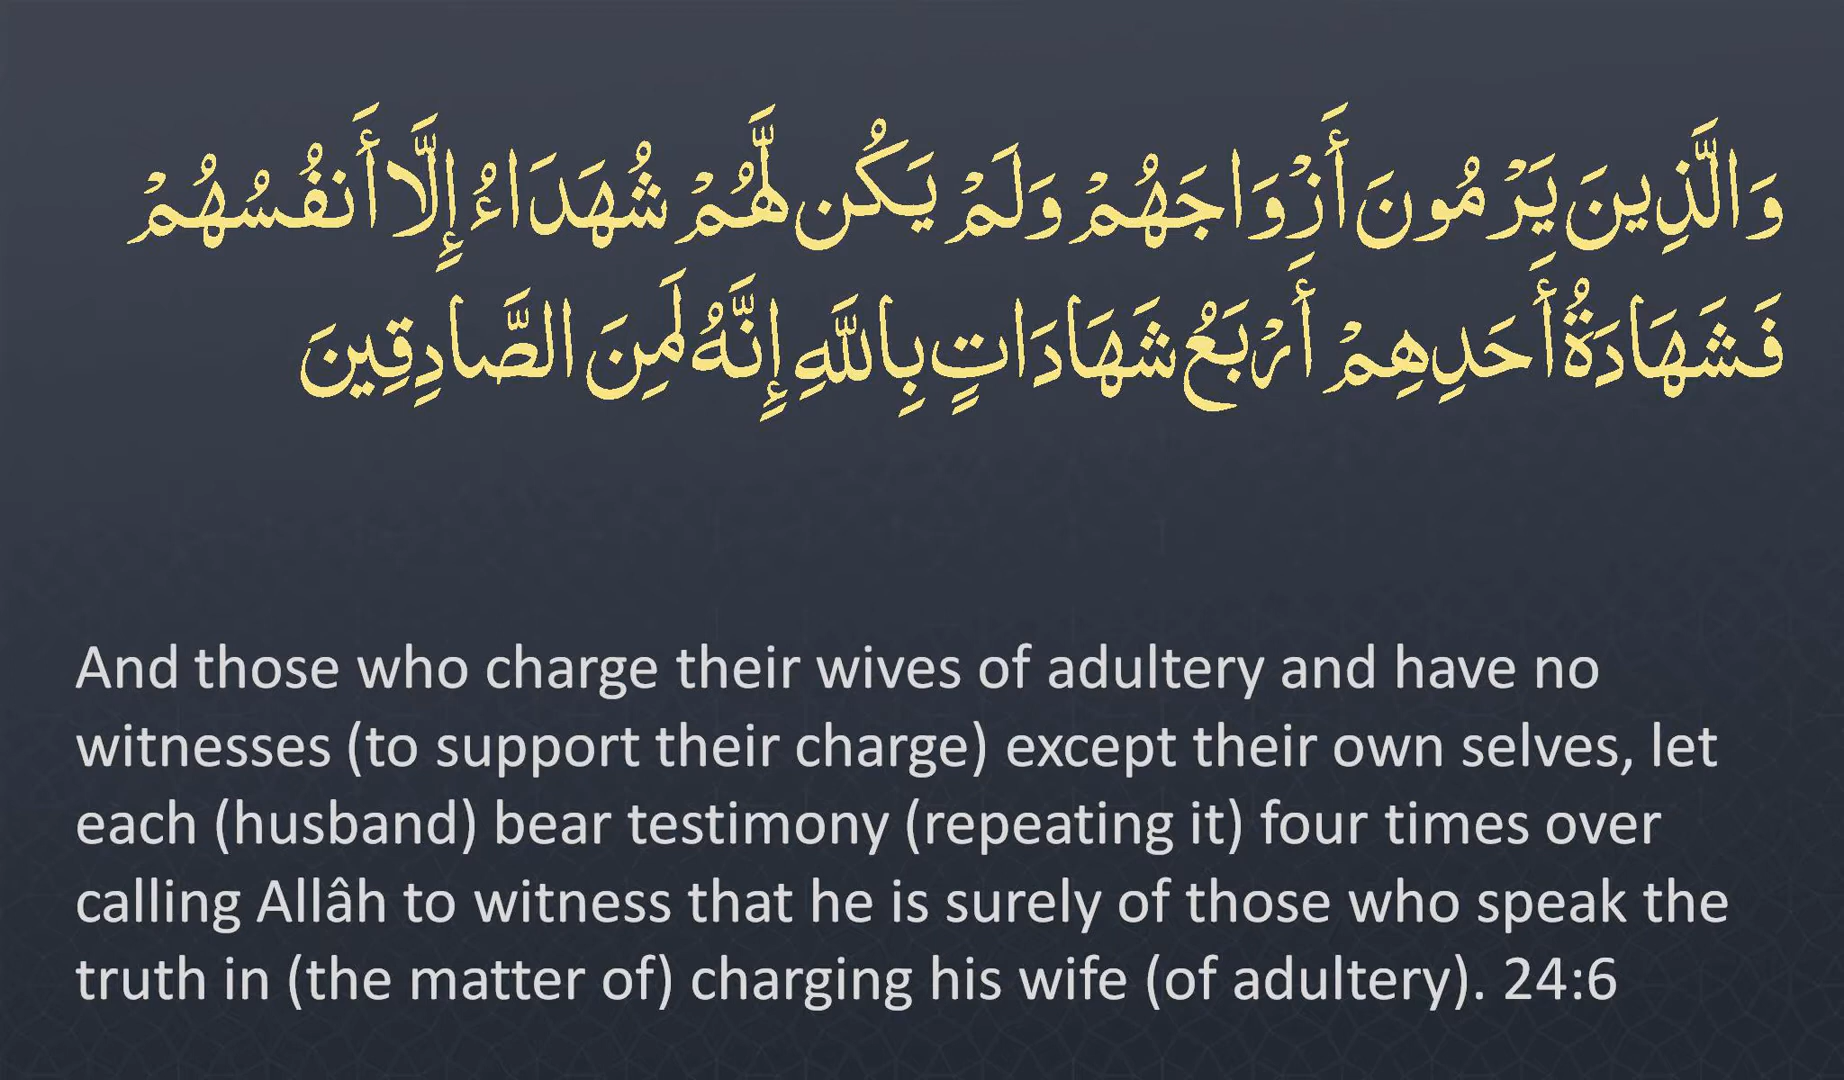 وَالَّذِينَ يَرْمُونَ أَزْوَاجَهُمْ وَلَمْ يَكُن لَّهُمْ شُهَدَاءُ إِلَّا أَنفُسُهُمْ
فَشَهَادَةُ أَحَدِهِمْ أَرْبَعُ شَهَادَاتٍ بِاللَّهِ إِنَّهُ لَمِنَ الصَّادِقِينَ
And those who charge their wives of adultery and have no
witnesses (to support their charge) except their own selves, let
each (husband) bear testimony (repeating it) four times over
calling Allâh to witness that he is surely of those who speak the
truth in (the matter of) charging his wife (of adultery). 24:6